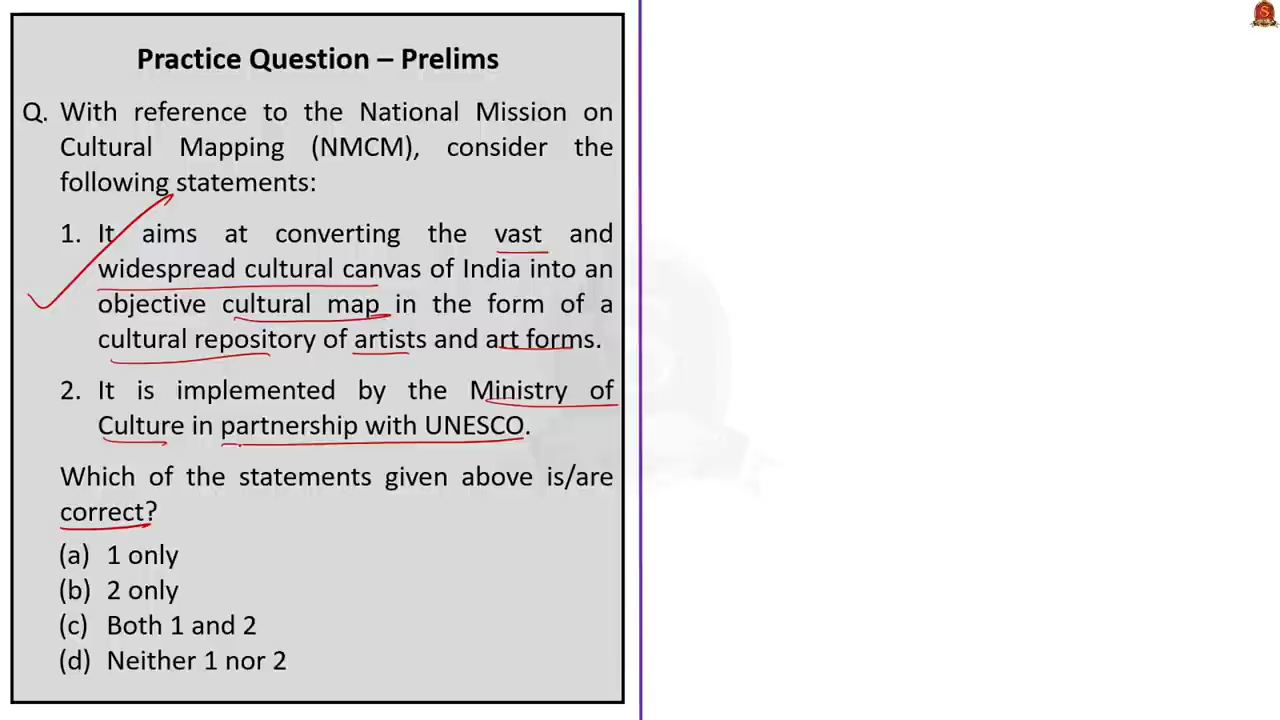 Practice Question – Prelims
Q. With reference to the National Mission on
Cultural Mapping (NMCM), consider the
following statements:
1. It aims at converting the vast and
widespread cultural canvas of India into an
objective cultural map in the form of a
cultural repository of artists and art forms.
2. It is implemented by the Ministry of
Culture in partnership with UNESCO.
Which of the statements given above is/are
correct?
(a) 1 only
(b) 2 only
(c) Both 1 and 2
(d) Neither 1 nor 2